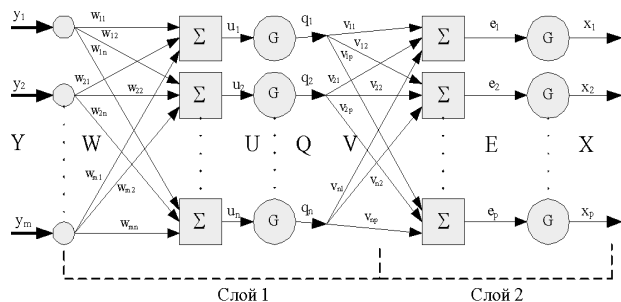 y1 w11 Σ u1 G q1 v11 Σ e1 G x1
w12 v12
w1n v1p
y2 w21 w22 Σ u2 G q2 v21 v22 Σ e2 G x2
w2n v2p
Y W U Q V E X
wm1 wm2 vn1 vn2
ym wmn Σ un G qn vnp Σ ep G xp
Слой 1 Слой 2